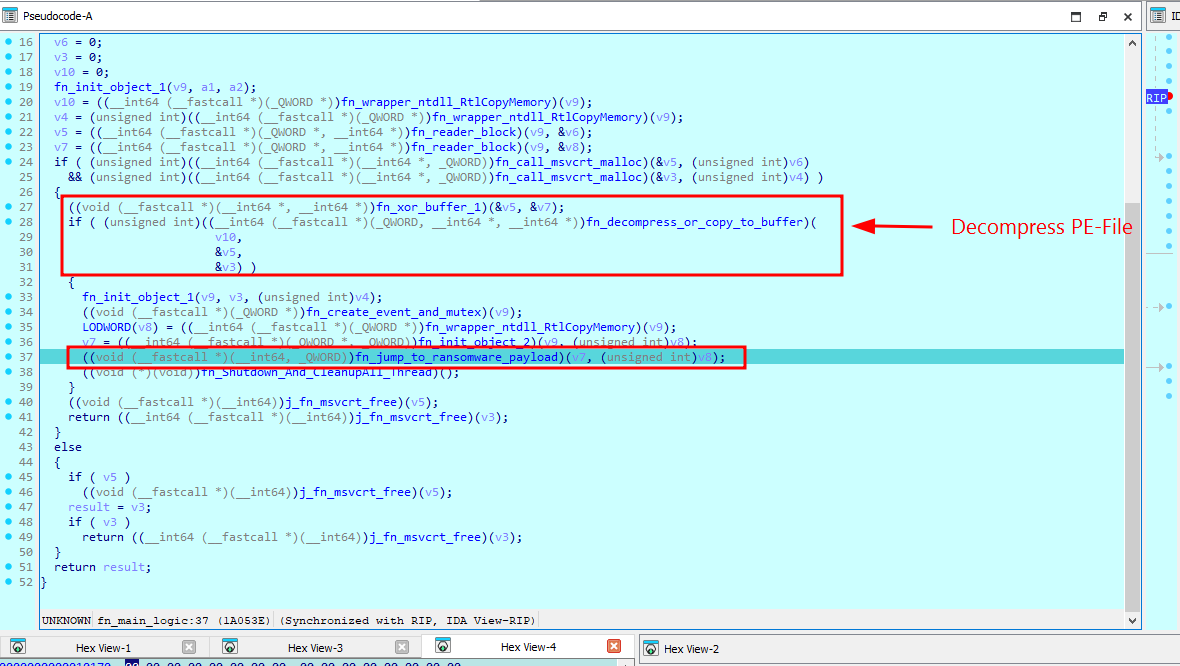 Pseudocode-A
ID
16 v6 = 0;
17 v3 = 0;
18 v10 = 0;
19 fn_init_object_1(v9, a1, a2);
20 v10 = ((__int64 (__fastcall *)(_QWORD *))fn_wrapper_ntdll_RtlCopyMemory)(v9);
21 v4 = (unsigned int)((__int64 (__fastcall *)(_QWORD *))fn_wrapper_ntdll_RtlCopyMemory)(v9);
22 v5 = ((__int64 (__fastcall *)(_QWORD *, __int64 *))fn_reader_block)(v9, &v6);
23 v7 = ((__int64 (__fastcall *)(_QWORD *, __int64 *))fn_reader_block)(v9, &v8);
24 if ( (unsigned int)((__int64 (__fastcall *)(__int64 *, _QWORD))fn_call_msvcrt_malloc)(&v5, (unsigned int)v6)
25 && (unsigned int)((__int64 (__fastcall *)(__int64 *, _QWORD))fn_call_msvcrt_malloc)(&v3, (unsigned int)v4) )
26 {
27 ((void (__fastcall *)(__int64 *, __int64 *))fn_xor_buffer_1)(&v5, &v7);
28 if ( (unsigned int)((__int64 (__fastcall *)(_QWORD, __int64 *, __int64 *))fn_decompress_or_copy_to_buffer)(
29 v10,
30 &v5,
31 &v3) )
32 {
33 fn_init_object_1(v9, v3, (unsigned int)v4);
34 ((void (__fastcall *)(_QWORD *))fn_create_event_and_mutex)(v9);
35 LODWORD(v8) = ((__int64 (__fastcall *)(_QWORD *))fn_wrapper_ntdll_RtlCopyMemory)(v9);
36 v7 = ((__int64 (__fastcall *)(_QWORD *, _QWORD))fn_init_object_2)(v9, (unsigned int)v8);
37 ((void (__fastcall *)(__int64, _QWORD))fn_jump_to_ransomware_payload)(v7, (unsigned int)v8);
38 ((void (*)(void))fn_Shutdown_And_CleanupAll_Thread)();
39 }
40 ((void (__fastcall *)(__int64))j_fn_msvcrt_free)(v5);
41 return ((__int64 (__fastcall *)(__int64))j_fn_msvcrt_free)(v3);
42 }
43 else
44 {
45 if ( v5 )
46 ((void (__fastcall *)(__int64))j_fn_msvcrt_free)(v5);
47 result = v3;
48 if ( v3 )
49 return ((__int64 (__fastcall *)(__int64))j_fn_msvcrt_free)(v3);
50 }
51 return result;
52 }
Decompress PE-File
RIP
UNKNOWN fn_main_logic:37 (1A053E) (Synchronized with RIP, IDA View-RIP)
Hex View-1
Hex View-3
Hex View-4
Hex View-2